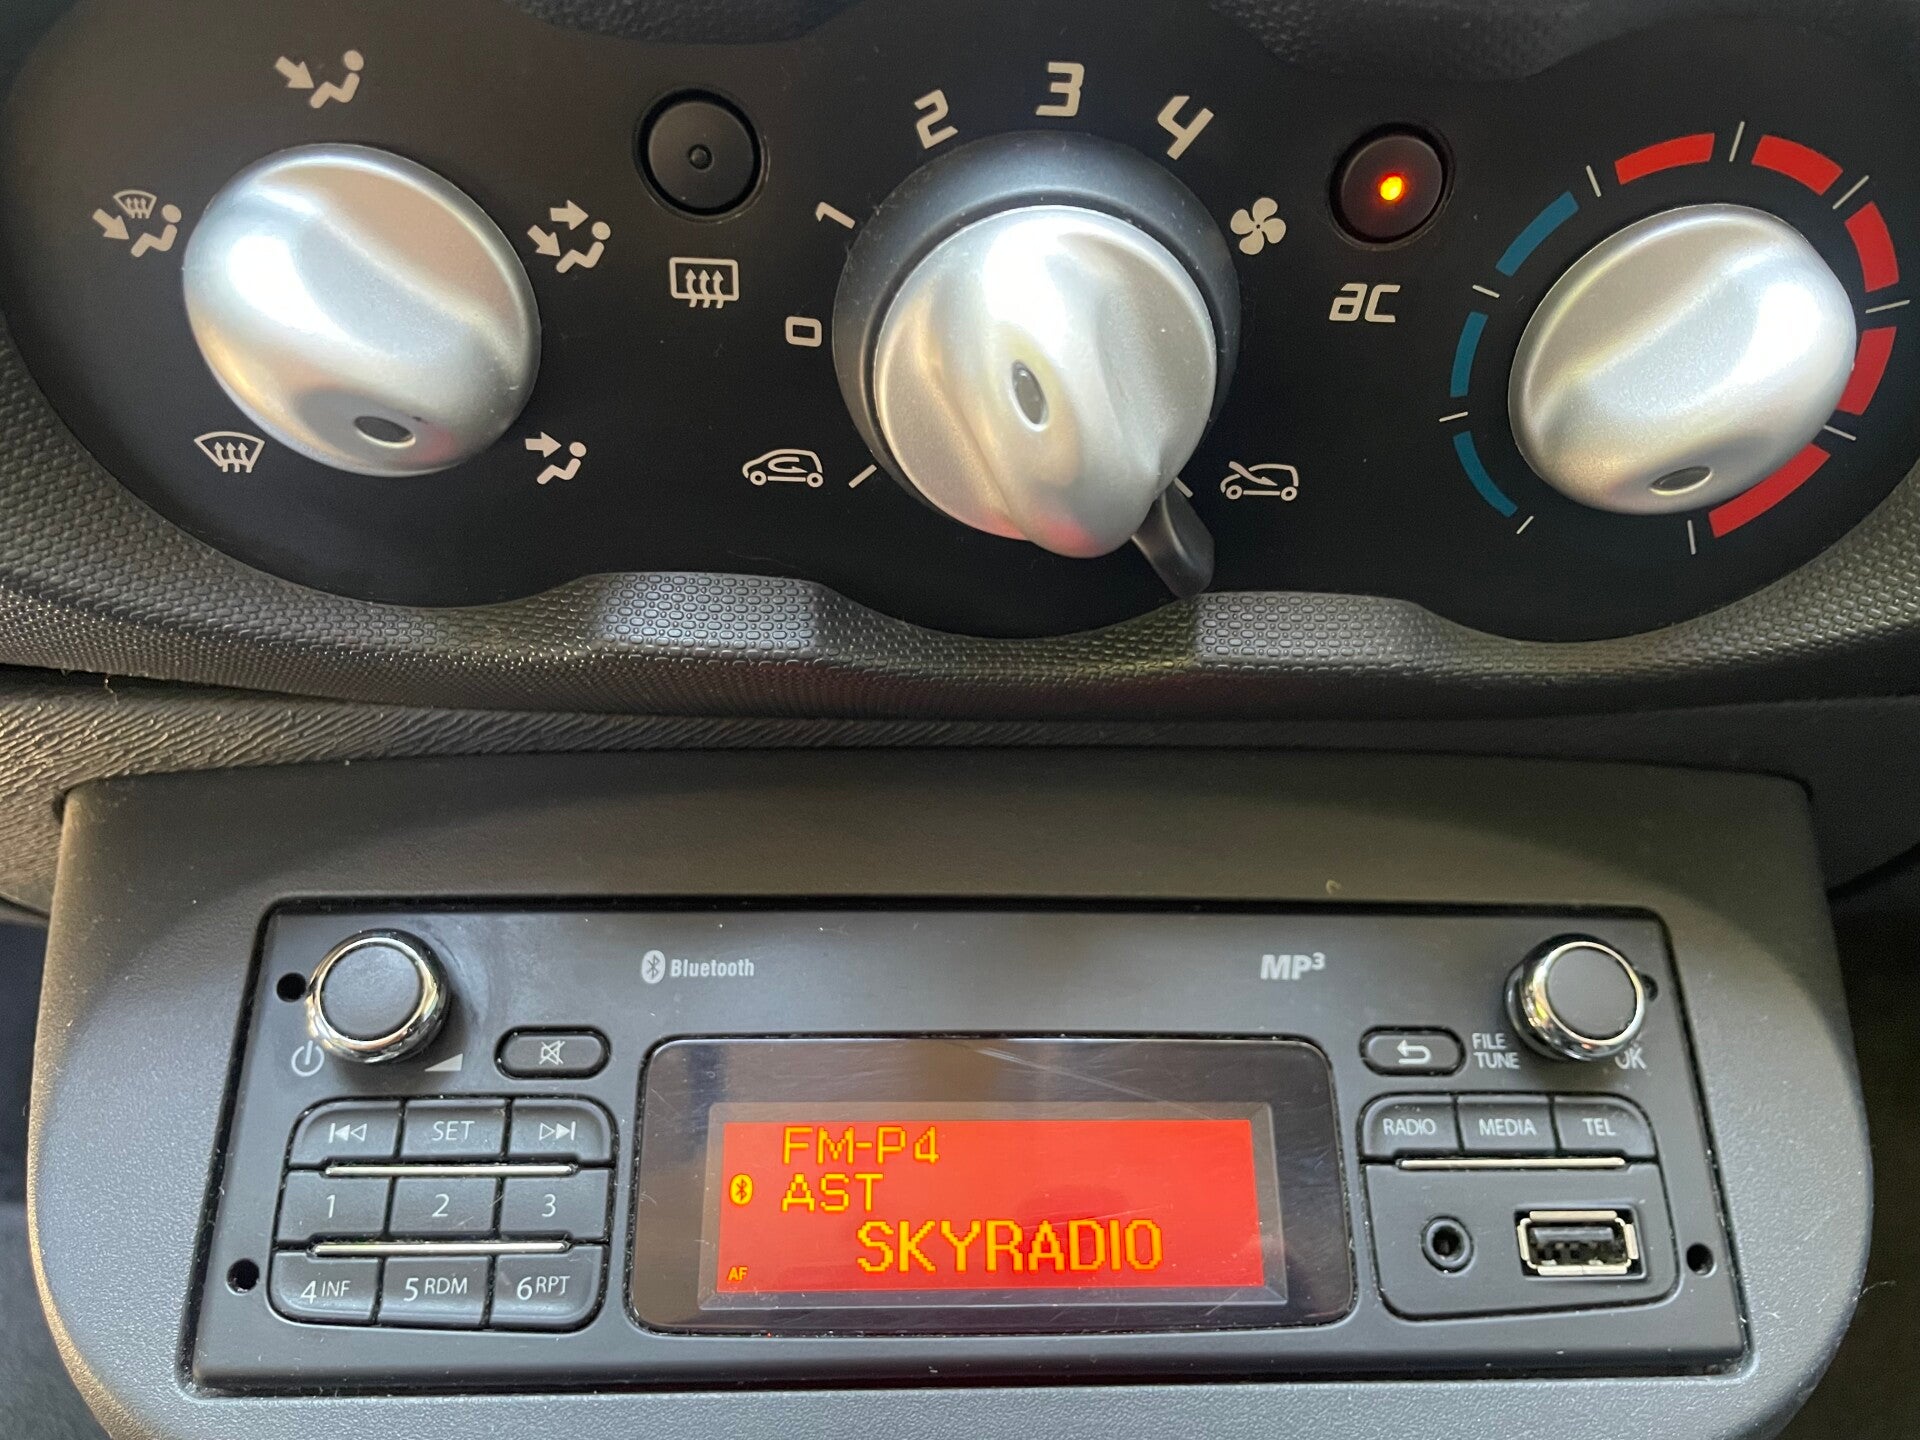 3
2
4
1
0
ac
Bluetooth
MP3
FILE
TUNE
OK
SET
RADIO
MEDIA
TEL
FM-P4
AST
SKYRADIO
AF
1
2
3
4 INF
5 RDM
6 RPT